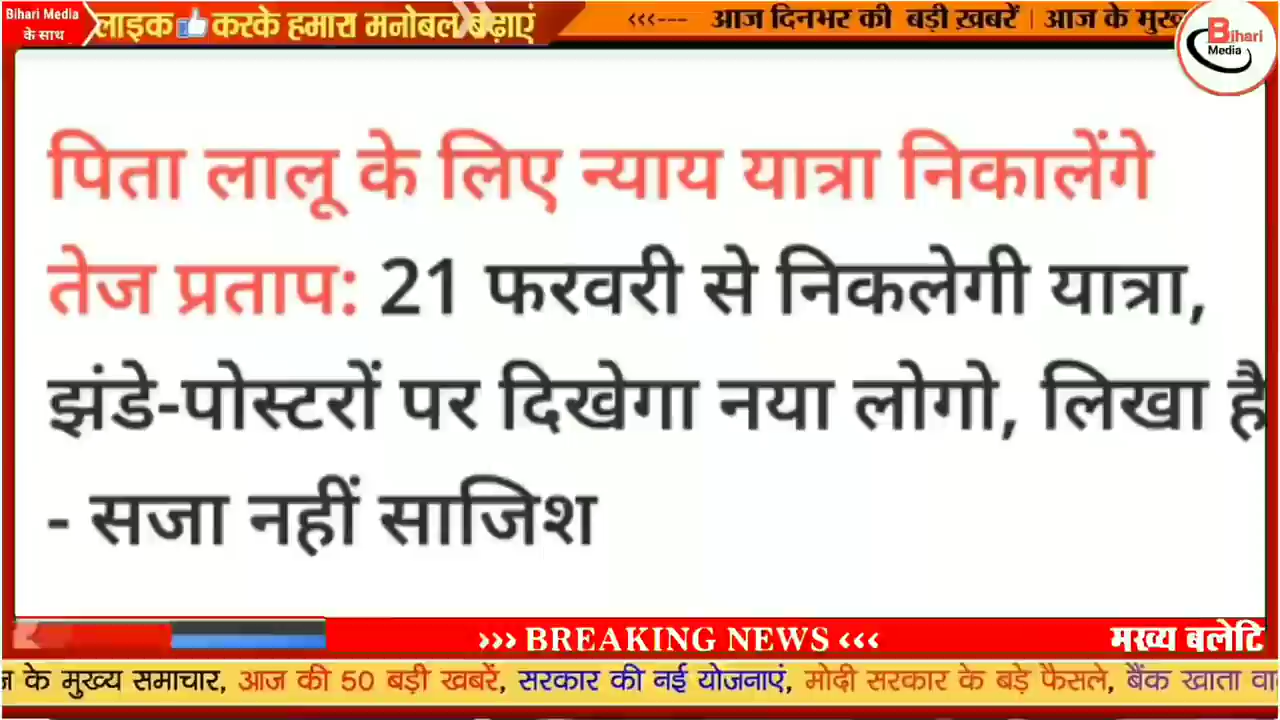 Bihari Media
के साथ
लाइक करके हमारा मनोबल बढ़ाएं
<<<--- आज दिनभर की बड़ी ख़बरें | आज के मुख्
Bihari
Media
पिता लालू के लिए न्याय यात्रा निकालेंगे
तेज प्रताप: 21 फरवरी से निकलेगी यात्रा,
झंडे-पोस्टरों पर दिखेगा नया लोगो, लिखा है
- सजा नहीं साजिश
››› BREAKING NEWS ‹‹‹
मख्य बलेटि
के मुख्य समाचार, आज की 50 बड़ी खबरें, सरकार की नई योजनाएं, मोदी सरकार के बड़े फैसले, बैंक खाता वा